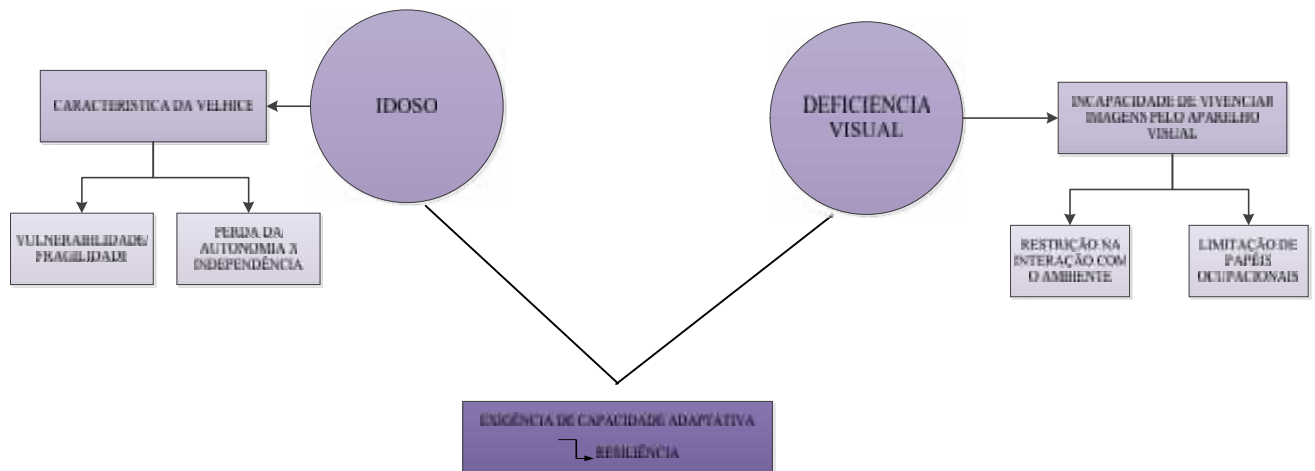 IDOSO
CARACTERISTICA DA VELHICE
VULNERABILIDADE/
FRAGILIDADE
PERDA DA
AUTONOMIA X
INDEPENDÊNCIA
DEFICIÊNCIA
VISUAL
INCAPACIDADE DE VIVENCIAR
IMAGENS PELO APARELHO
VISUAL
RESTRIÇÃO NA
INTERAÇÃO COM
O AMBIENTE
LIMITAÇÃO DE
PAPÉIS
OCUPACIONAIS
EXIGÊNCIA DE CAPACIDADE ADAPTATIVA
RESILIÊNCIA